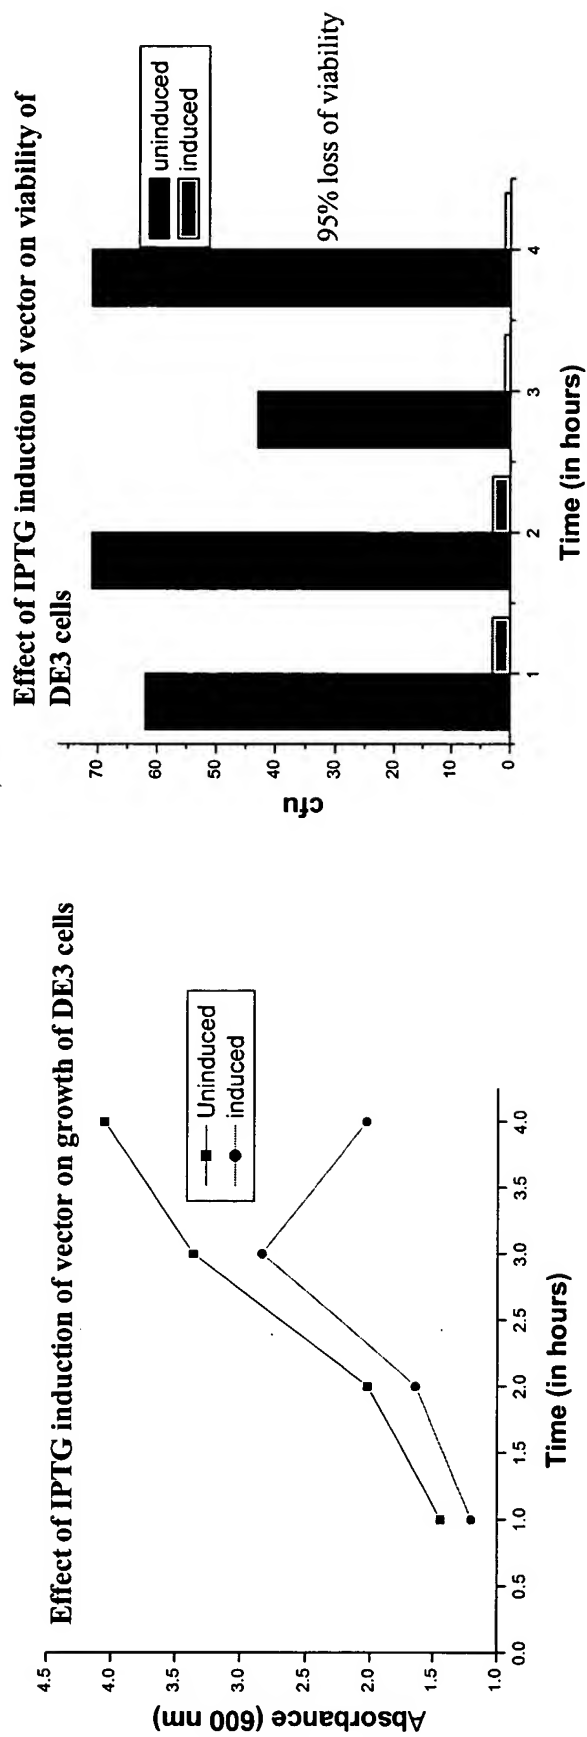 Effect of IPTG induction of vector on growth of DE3 cells
4.5
4.0
3.5
3.0
2.5
2.0
1.5
1.0
Absorbance (600 nm)
Uninduced
induced
0.0 0.5 1.0 1.5 2.0 2.5 3.0 3.5 4.0
Time (in hours)
Effect of IPTG induction of vector on viability of
DE3 cells
70
60
50
40
30
20
10
0
cfu
uninduced
induced
95% loss of viability
1 2 3 4
Time (in hours)